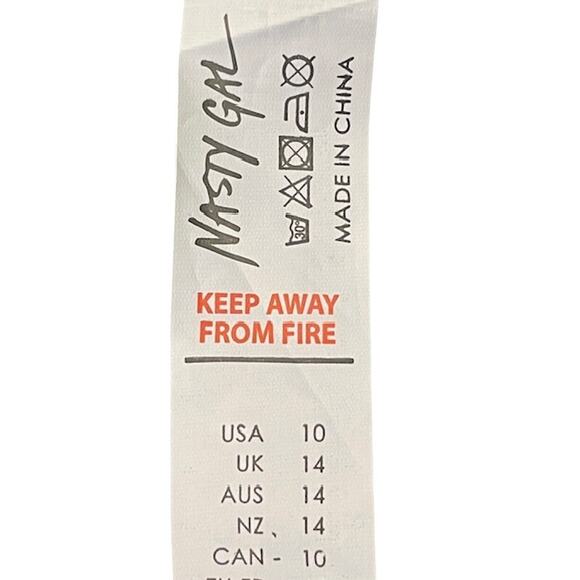 NASTY GAL
30°
MADE IN CHINA
KEEP AWAY
FROM FIRE
USA 10
UK 14
AUS 14
NZ 14
CAN - 10